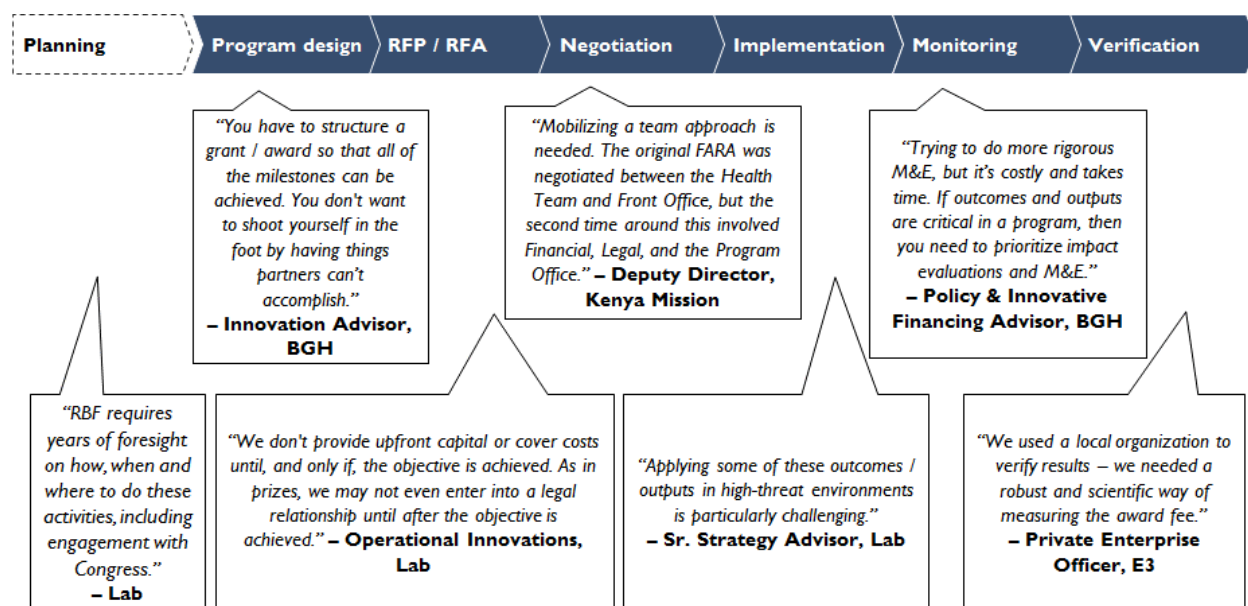 Planning
Program design
RFP / RFA
Negotiation
Implementation
Monitoring
Verification
“You have to structure a
grant / award so that all of
the milestones can be
achieved. You don't want
to shoot yourself in the
foot by having things
partners can’t
accomplish.”
– Innovation Advisor,
BGH
“Mobilizing a team approach is
needed. The original FARA was
negotiated between the Health
Team and Front Office, but the
second time around this involved
Financial, Legal, and the Program
Office.” – Deputy Director,
Kenya Mission
“Trying to do more rigorous
M&E, but it’s costly and takes
time. If outcomes and outputs
are critical in a program, then
you need to prioritize impact
evaluations and M&E.”
– Policy & Innovative
Financing Advisor, BGH
“RBF requires
years of foresight
on how, when and
where to do these
activities, including
engagement with
Congress.”
– Lab
“We don't provide upfront capital or cover costs
until, and only if, the objective is achieved. As in
prizes, we may not even enter into a legal
relationship until after the objective is
achieved.” – Operational Innovations,
Lab
“Applying some of these outcomes /
outputs in high-threat environments
is particularly challenging.”
– Sr. Strategy Advisor, Lab
“We used a local organization to
verify results – we needed a
robust and scientific way of
measuring the award fee.”
– Private Enterprise
Officer, E3